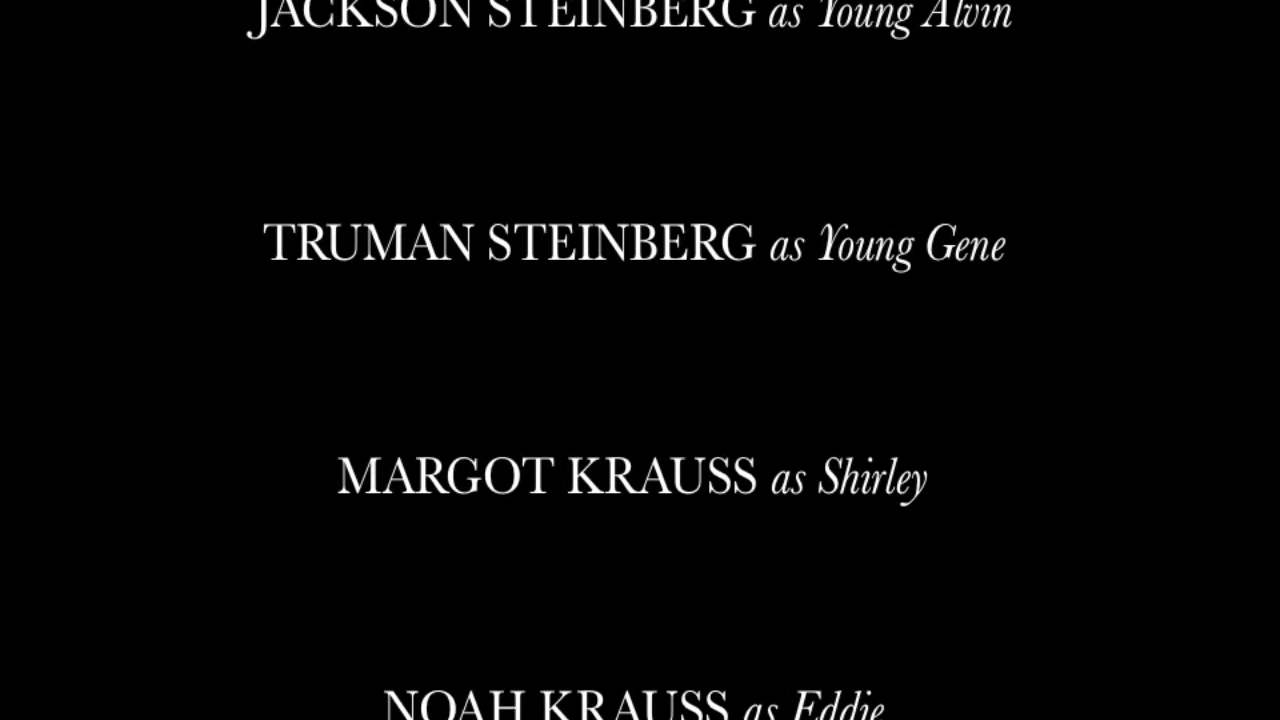 JACKSON STEINBERG as Young Alvin
TRUMAN STEINBERG as Young Gene
MARGOT KRAUSS as Shirley
NOAH KRAUSS as Eddie